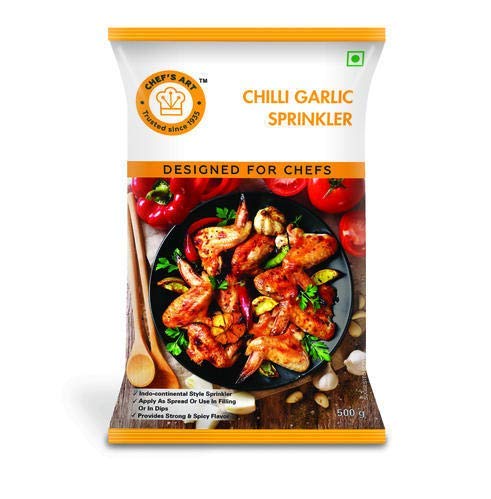 CHEF'S ART
TM
Trusted since 1935
CHILLI GARLIC
SPRINKLER
DESIGNED FOR CHEFS
✓ Indo-continental Style Sprinkler
✓ Apply As Spread Or Use In Filling
Or In Dips
✓ Provides Strong & Spicy Flavor
500 g